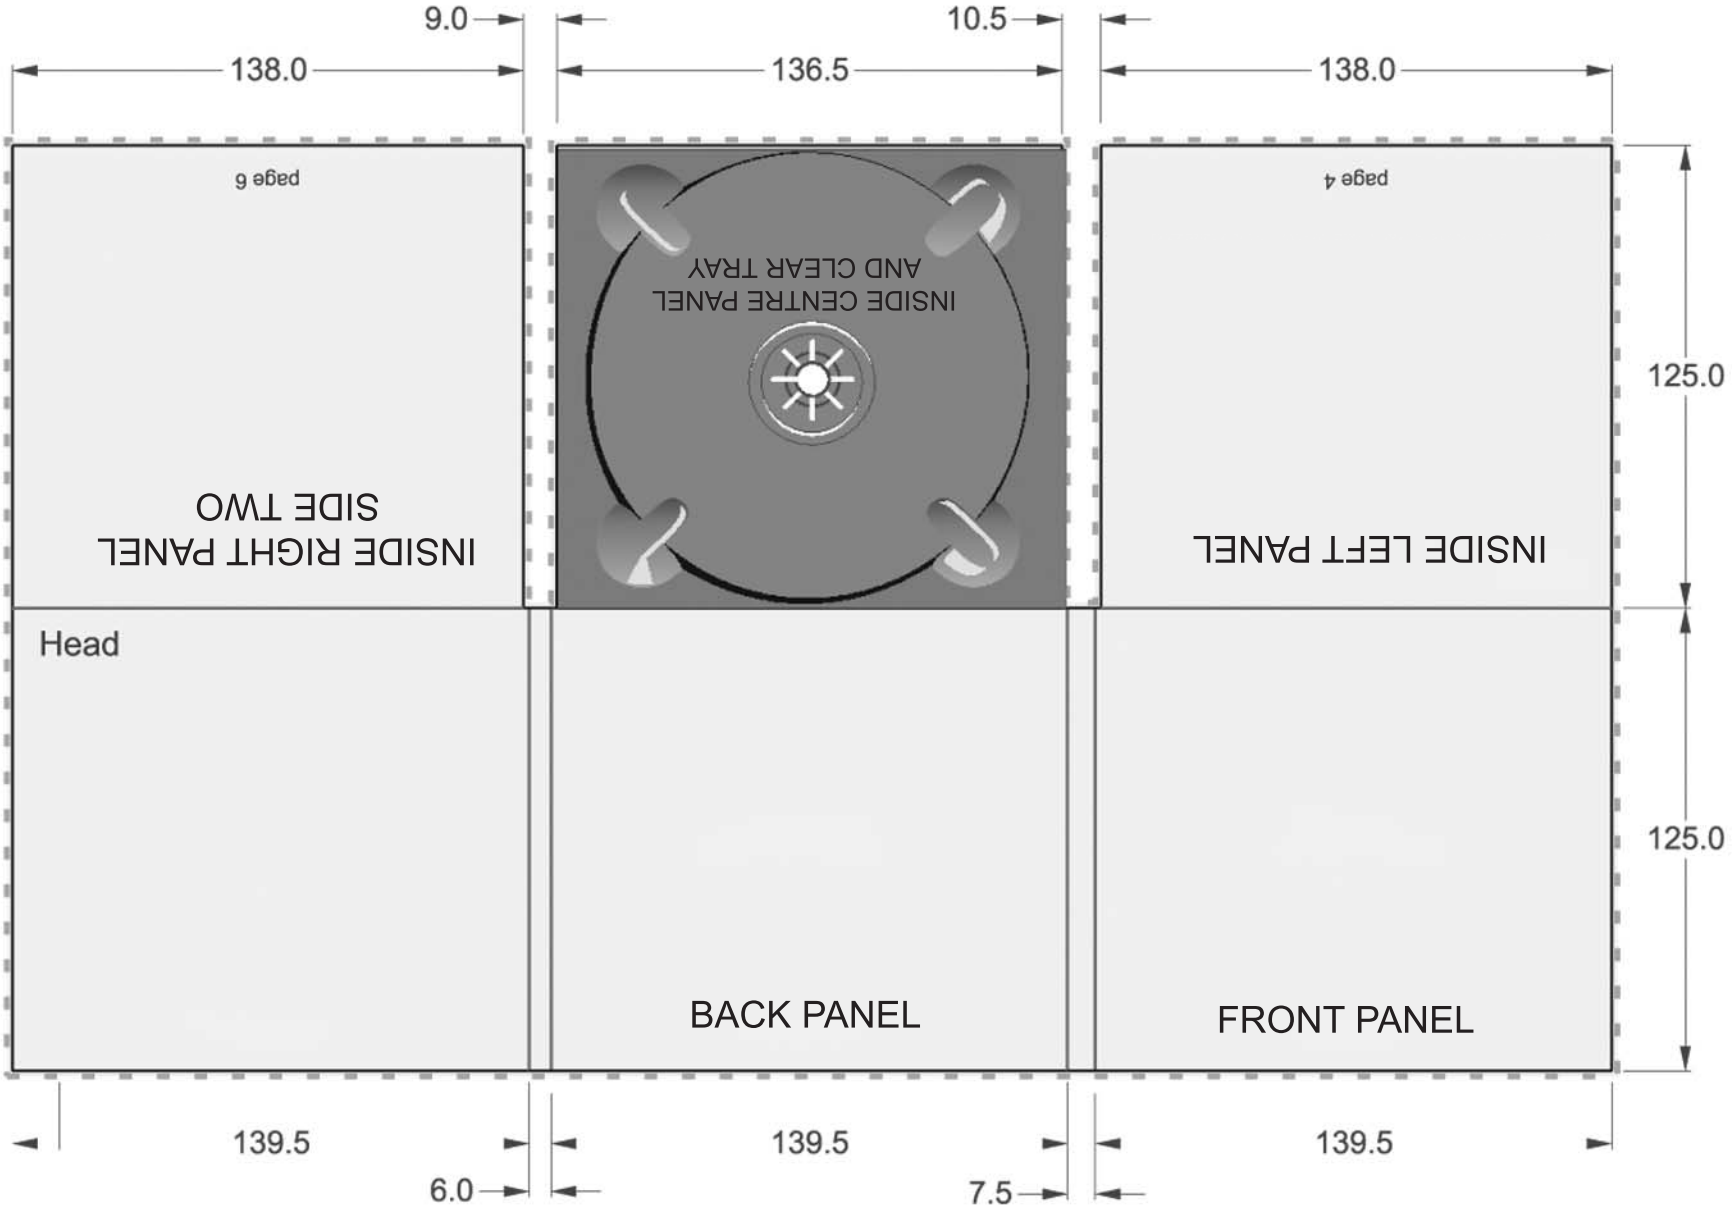 9.0
10.5
138.0
136.5
138.0
page 6
page 4
INSIDE CENTRE PANEL
AND CLEAR TRAY
125.0
INSIDE RIGHT PANEL
SIDE TWO
INSIDE LEFT PANEL
Head
125.0
BACK PANEL
FRONT PANEL
139.5
139.5
139.5
6.0
7.5